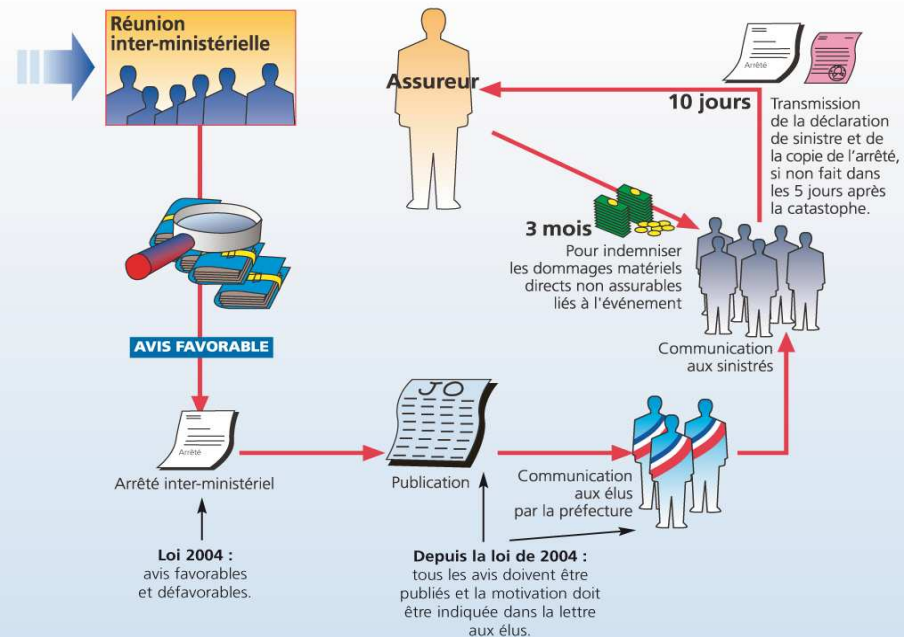 Réunion
inter-ministérielle
AVIS FAVORABLE
Arrêté
Arrêté inter-ministériel
Loi 2004 :
avis favorables
et défavorables.
JO
Publication
Depuis la loi de 2004 :
tous les avis doivent être
publiés et la motivation doit
être indiquée dans la lettre
aux élus.
Communication
aux élus
par la préfecture
Communication
aux sinistrés
Arrêté
10 jours
Transmission
de la déclaration
de sinistre et de
la copie de l'arrêté,
si non fait dans
les 5 jours après
la catastophe.
Assureur
3 mois
Pour indemniser
les dommages matériels
directs non assurables
liés à l'événement